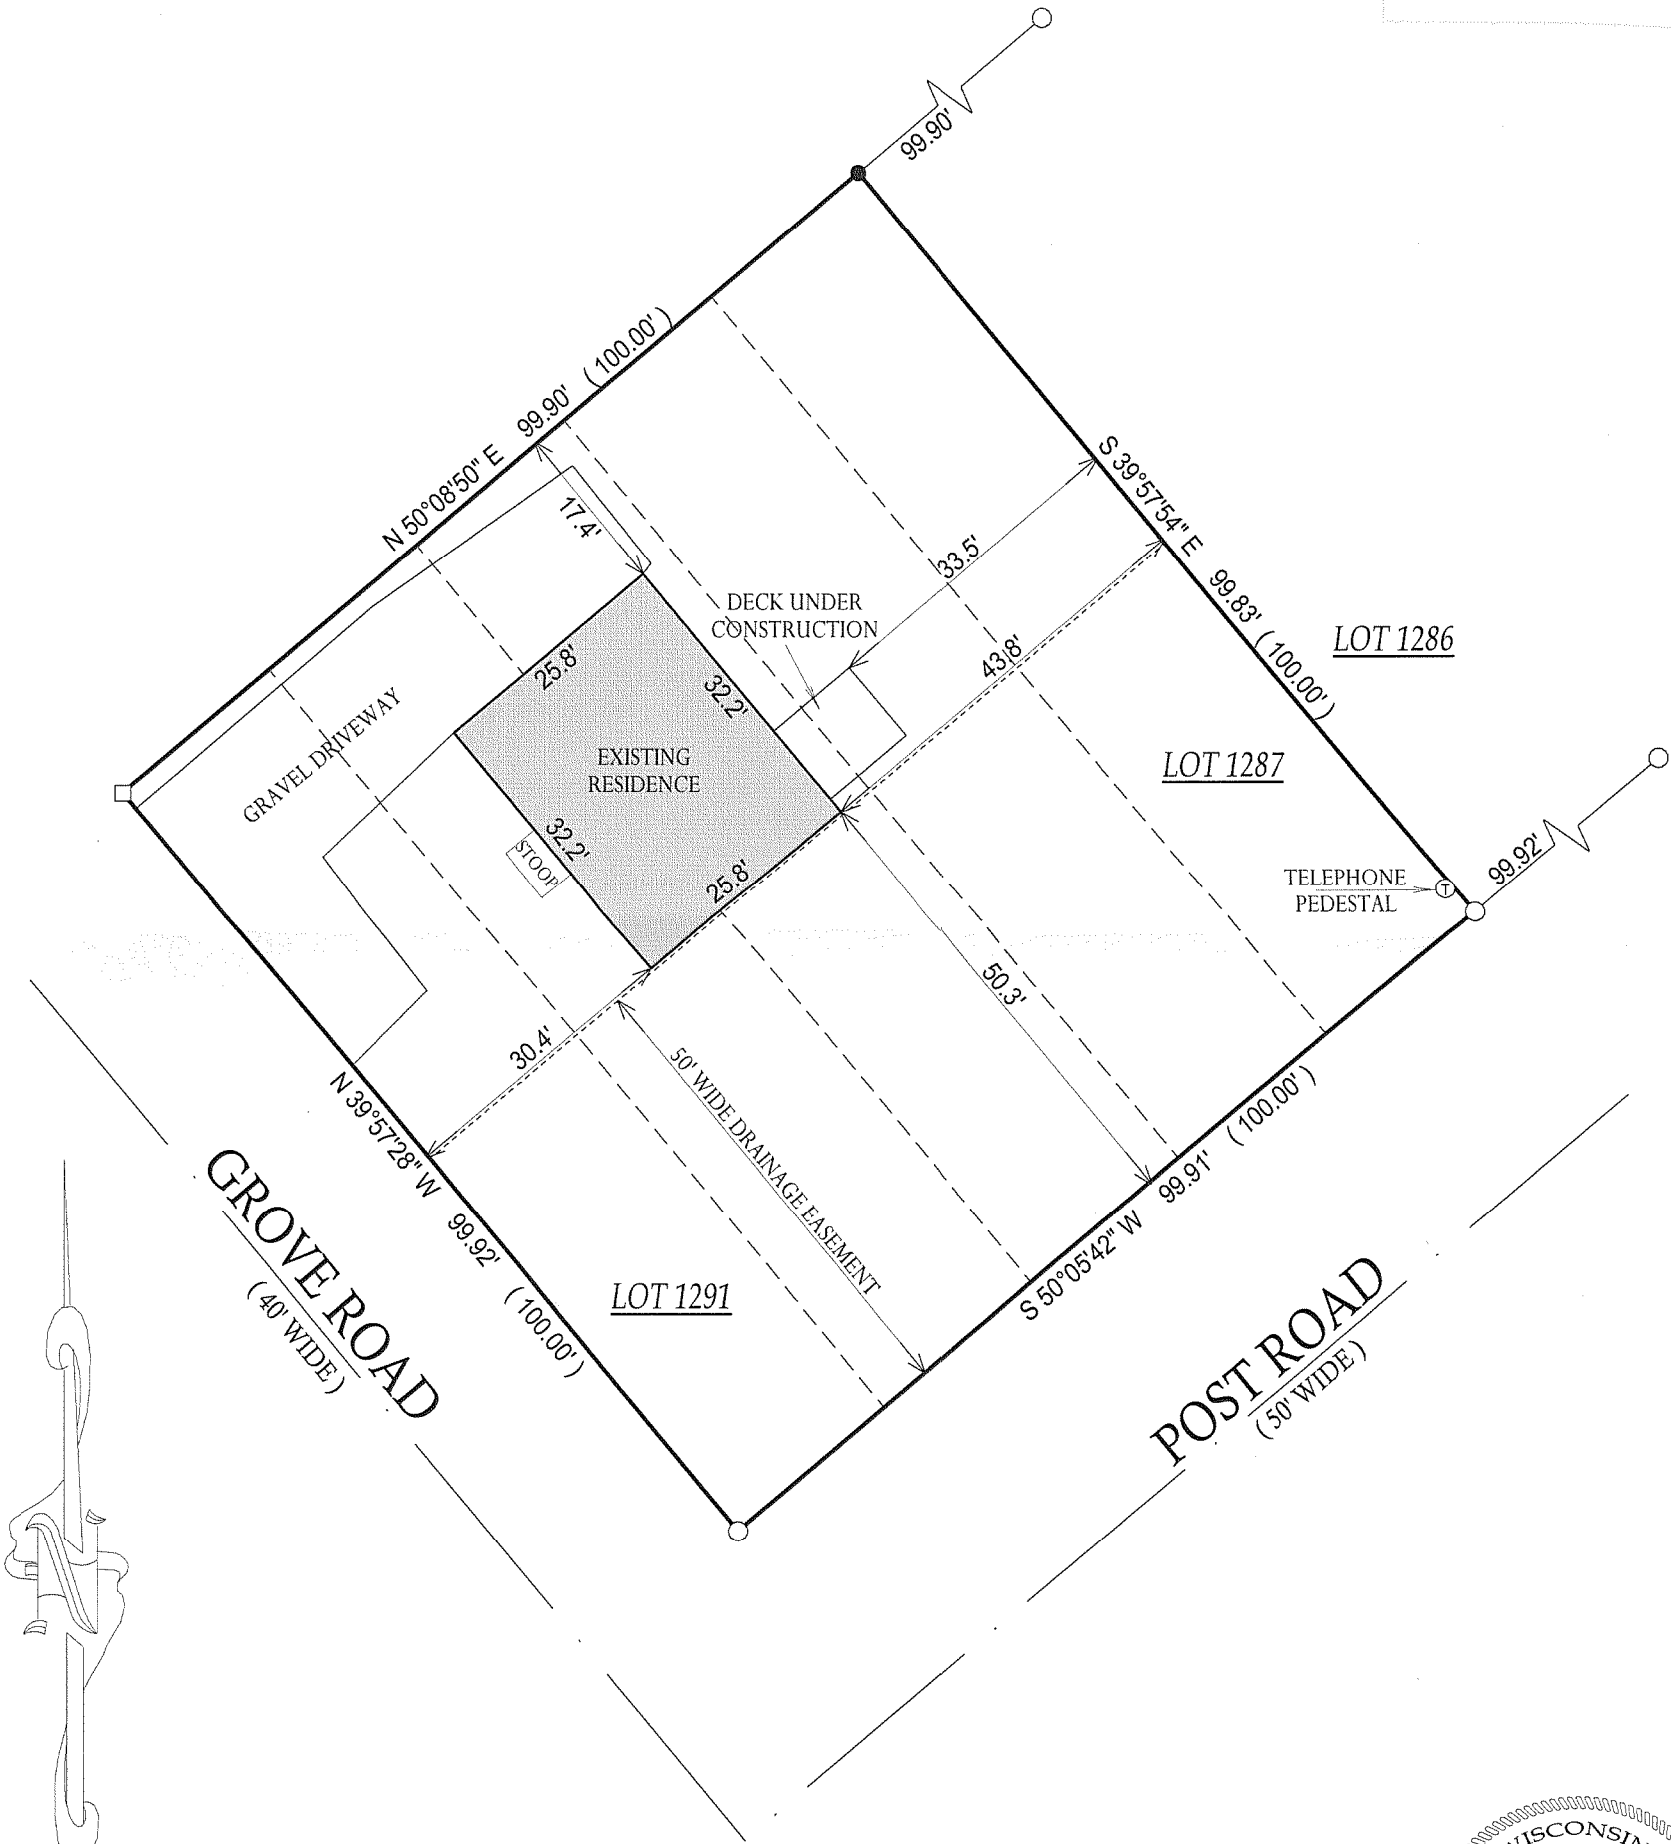 99.90'
N 50°08'50" E 99.90' ( 100.00' )
17.4'
S 39°57'54" E 99.83' ( 100.00' )
33.5'
DECK UNDER
CONSTRUCTION
43.8'
LOT 1286
25.8'
32.2'
GRAVEL DRIVEWAY
EXISTING
RESIDENCE
LOT 1287
32.2'
STOOP
25.8'
99.92'
TELEPHONE
PEDESTAL
T
50.3'
30.4'
50' WIDE DRAINAGE EASEMENT
N 39°57'28" W 99.92' ( 100.00' )
S 50°05'42" W 99.91' ( 100.00' )
GROVE ROAD
( 40' WIDE )
LOT 1291
POST ROAD
( 50' WIDE )
N
WISCONSIN